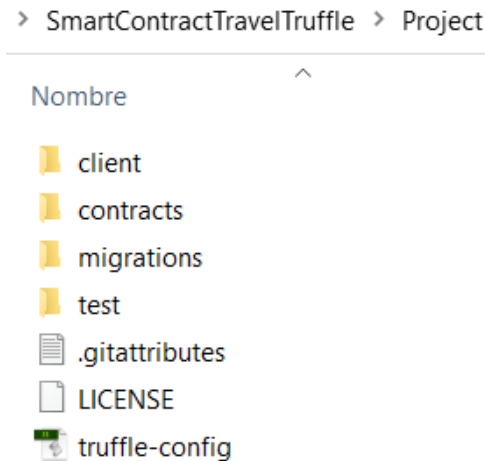 > SmartContractTravelTruffle > Project
Nombre
client
contracts
migrations
test
.gitattributes
LICENSE
truffle-config